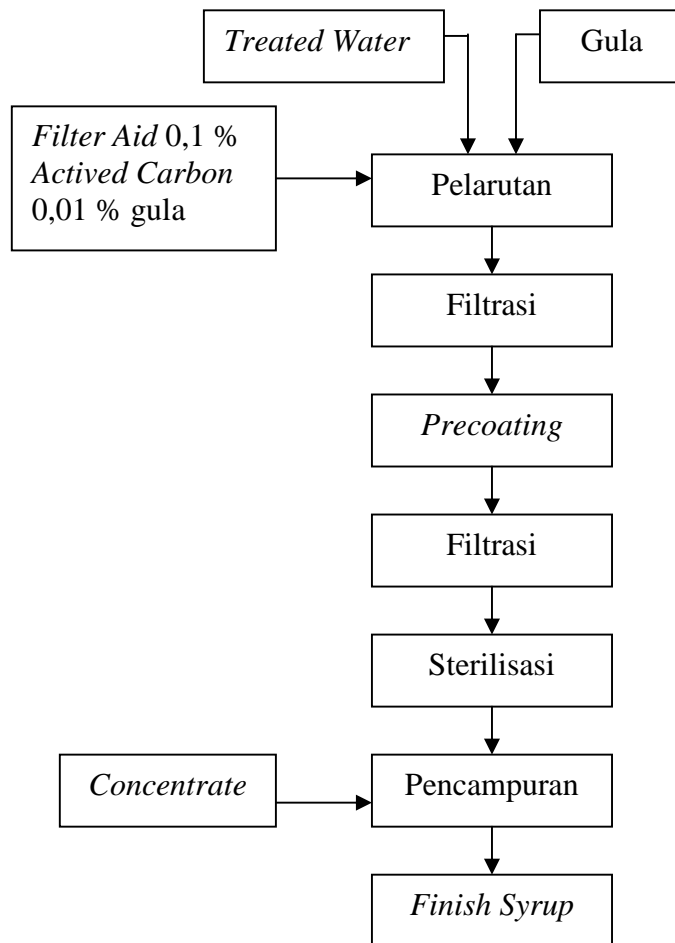 Treated Water
Gula
Filter Aid 0,1 %
Actived Carbon
0,01 % gula
Pelarutan
Filtrasi
Precoating
Filtrasi
Sterilisasi
Concentrate
Pencampuran
Finish Syrup